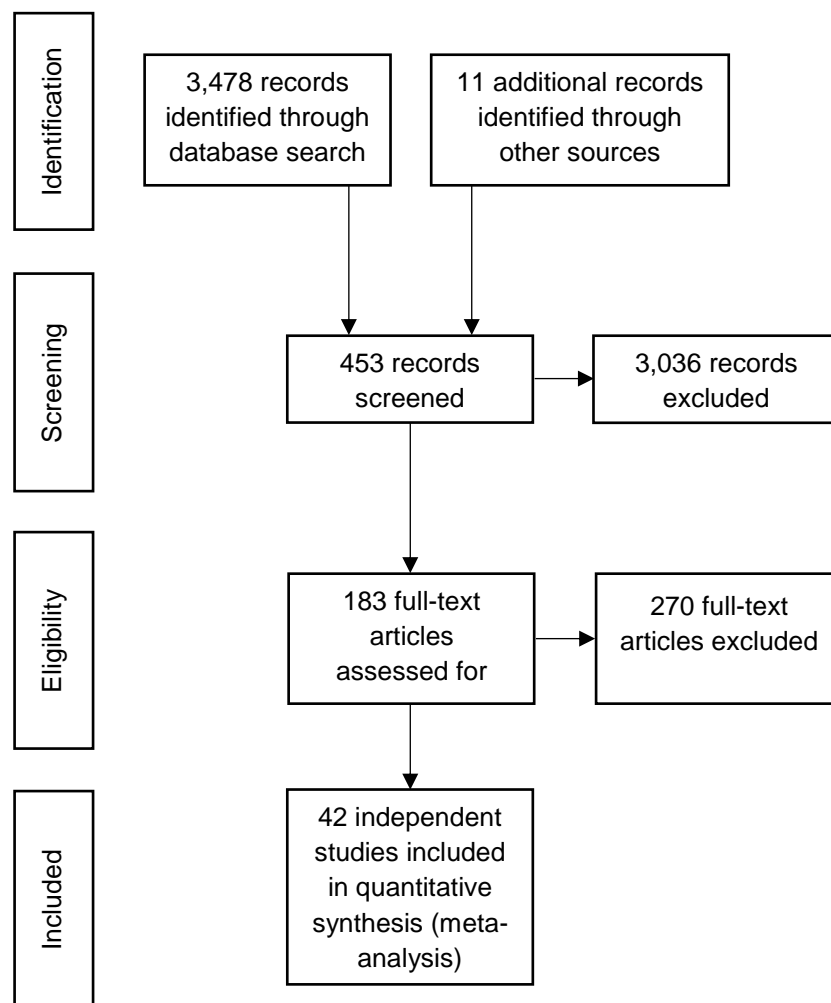 Identification
3,478 records
identified through
database search
11 additional records
identified through
other sources
Screening
453 records
screened
3,036 records
excluded
Eligibility
183 full-text
articles
assessed for
270 full-text
articles excluded
Included
42 independent
studies included
in quantitative
synthesis (meta-
analysis)